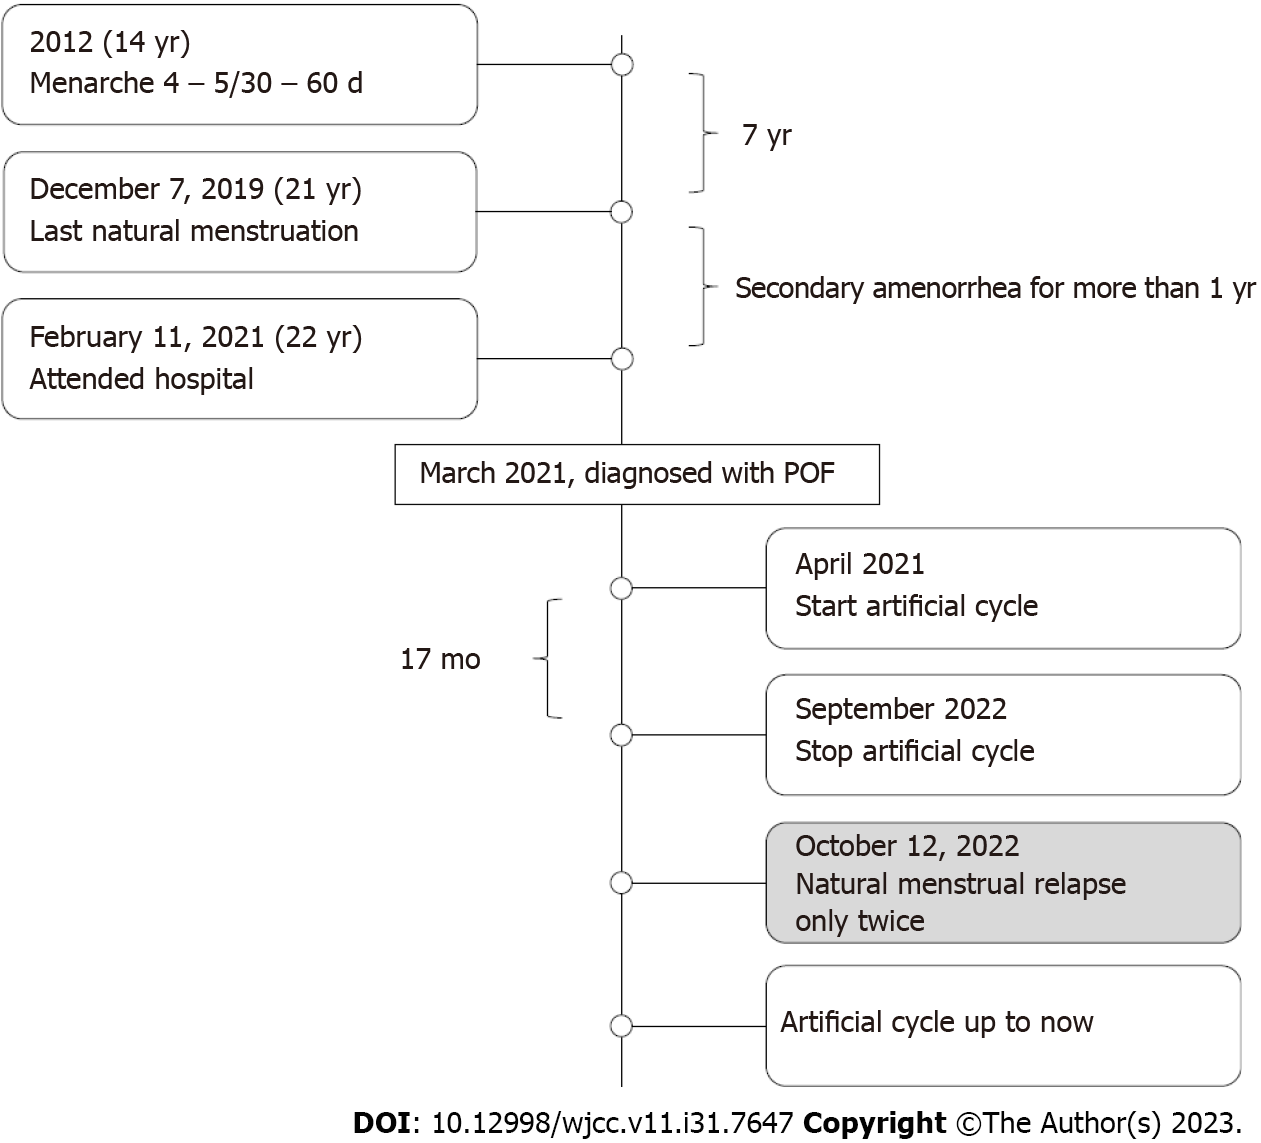 2012 (14 yr)
Menarche 4 – 5/30 – 60 d
7 yr
December 7, 2019 (21 yr)
Last natural menstruation
Secondary amenorrhea for more than 1 yr
February 11, 2021 (22 yr)
Attended hospital
March 2021, diagnosed with POF
April 2021
Start artificial cycle
17 mo
September 2022
Stop artificial cycle
October 12, 2022
Natural menstrual relapse
only twice
Artificial cycle up to now
DOI: 10.12998/wjcc.v11.i31.7647 Copyright ©The Author(s) 2023.